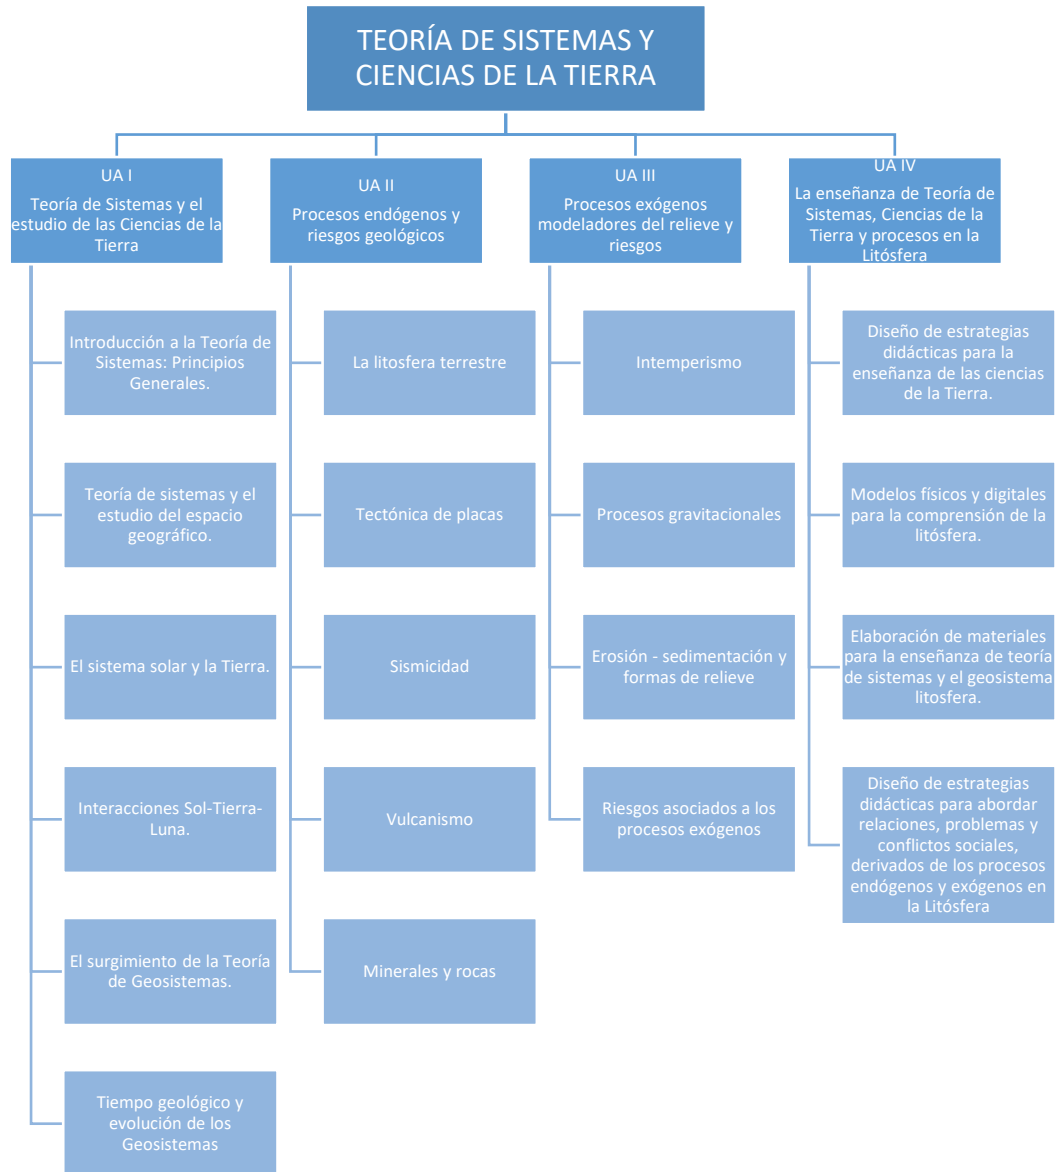 TEORÍA DE SISTEMAS Y
CIENCIAS DE LA TIERRA
UA I
Teoría de Sistemas y el
estudio de las Ciencias de la
Tierra
Introducción a la Teoría de
Sistemas: Principios
Generales.
Teoría de sistemas y el
estudio del espacio
geográfico.
El sistema solar y la Tierra.
Interacciones Sol-Tierra-
Luna.
El surgimiento de la Teoría
de Geosistemas.
Tiempo geológico y
evolución de los
Geosistemas
UA II
Procesos endógenos y
riesgos geológicos
La litosfera terrestre
Tectónica de placas
Sismicidad
Vulcanismo
Minerales y rocas
UA III
Procesos exógenos
modeladores del relieve y
riesgos
Intemperismo
Procesos gravitacionales
Erosión - sedimentación y
formas de relieve
Riesgos asociados a los
procesos exógenos
UA IV
La enseñanza de Teoría de
Sistemas, Ciencias de la
Tierra y procesos en la
Litósfera
Diseño de estrategias
didácticas para la
enseñanza de las ciencias
de la Tierra.
Modelos físicos y digitales
para la comprensión de la
litósfera.
Elaboración de materiales
para la enseñanza de teoría
de sistemas y el geosistema
litosfera.
Diseño de estrategias
didácticas para abordar
relaciones, problemas y
conflictos sociales,
derivados de los procesos
endógenos y exógenos en
la Litósfera